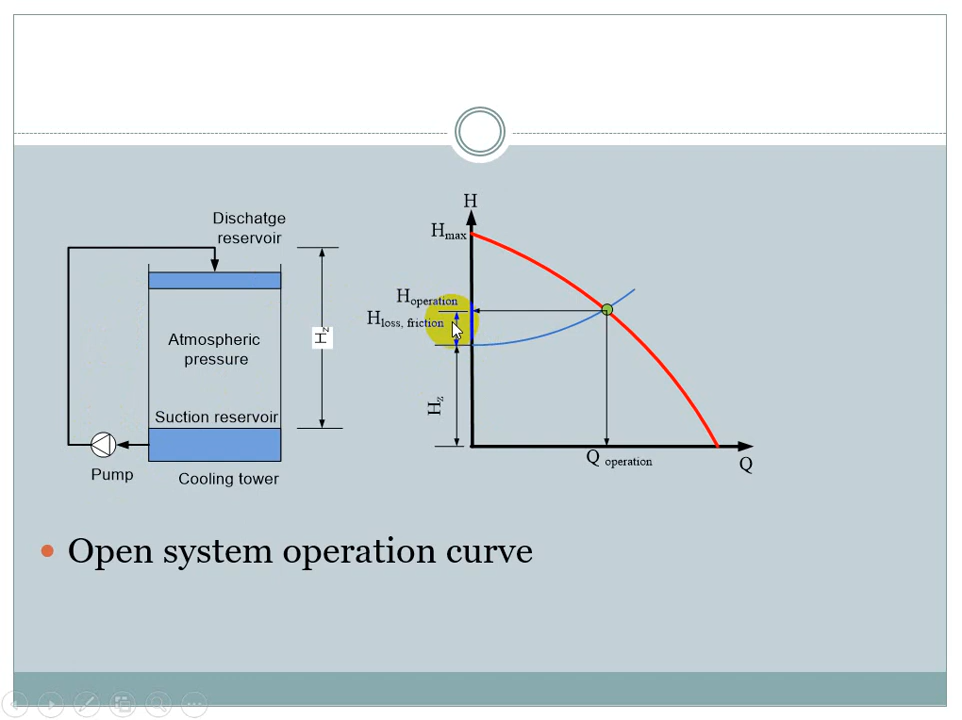 Dischatge
reservoir
Atmospheric
pressure
Suction reservoir
Pump
Cooling tower
Hz
H
Hmax
Hoperation
Hloss, friction
Hz
Q operation
Q
• Open system operation curve